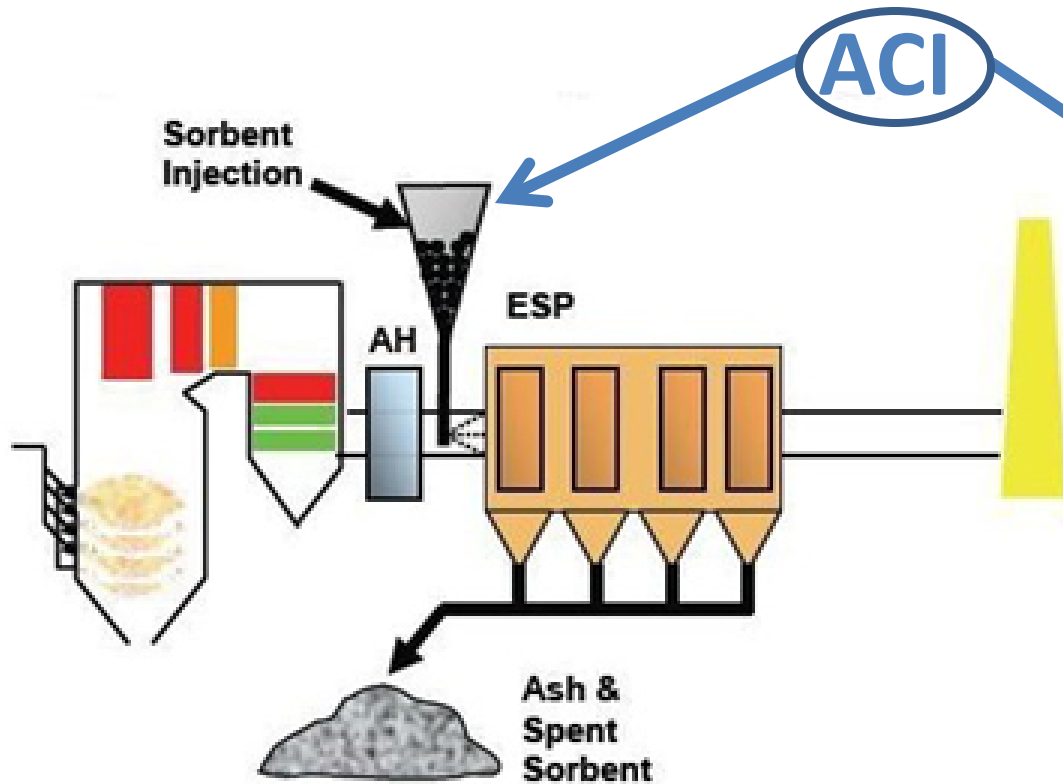 ACI
Sorbent
Injection
ESP
AH
Ash &
Spent
Sorbent